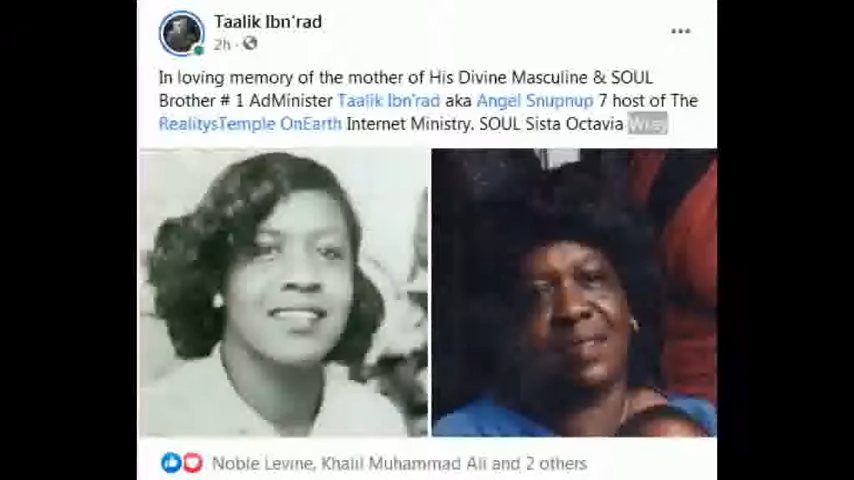 Taalik Ibn'rad
2h ·
In loving memory of the mother of His Divine Masculine & SOUL
Brother # 1 AdMinister Taalik Ibn'rad aka Angel Snupnup 7 host of The
RealitysTemple OnEarth Internet Ministry. SOUL Sista Octavia Wray
Noble Levine, Khalil Muhammad Ali and 2 others